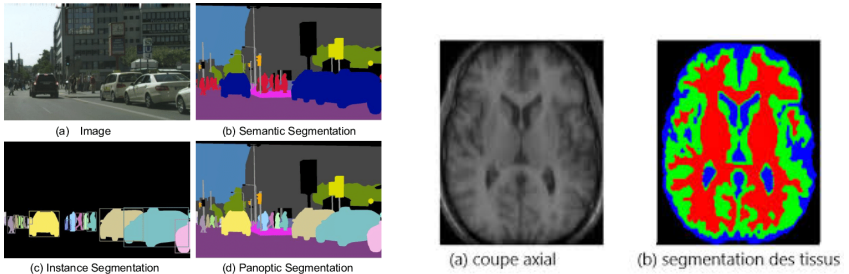 (a) Image
(b) Semantic Segmentation
(c) Instance Segmentation
(d) Panoptic Segmentation
(a) coupe axial
(b) segmentation des tissus